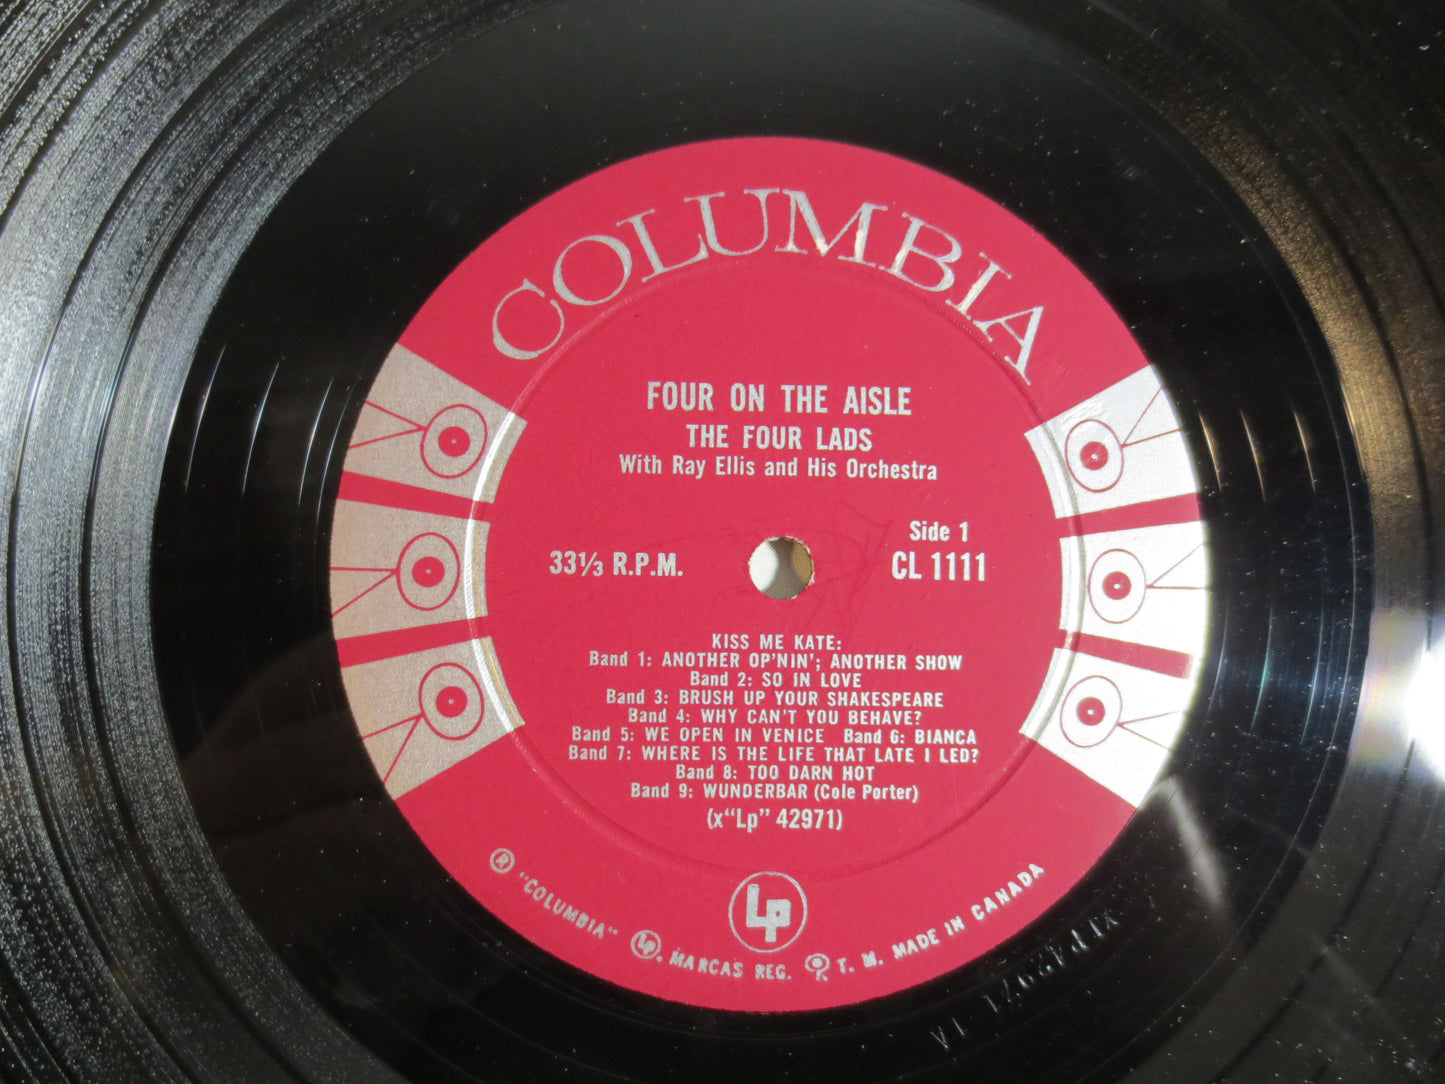 COLUMBIA
FOUR ON THE AISLE
THE FOUR LADS
With Ray Ellis and His Orchestra
Side 1
33⅓ R.P.M. CL 1111
KISS ME KATE:
Band 1: ANOTHER OP'NIN'; ANOTHER SHOW
Band 2: SO IN LOVE
Band 3: BRUSH UP YOUR SHAKESPEARE
Band 4: WHY CAN'T YOU BEHAVE?
Band 5: WE OPEN IN VENICE Band 6: BIANCA
Band 7: WHERE IS THE LIFE THAT LATE I LED?
Band 8: TOO DARN HOT
Band 9: WUNDERBAR (Cole Porter)
(x"Lp" 42971)
Lp
® "COLUMBIA" Lp. MARCAS REG. T. M. MADE IN CANADA